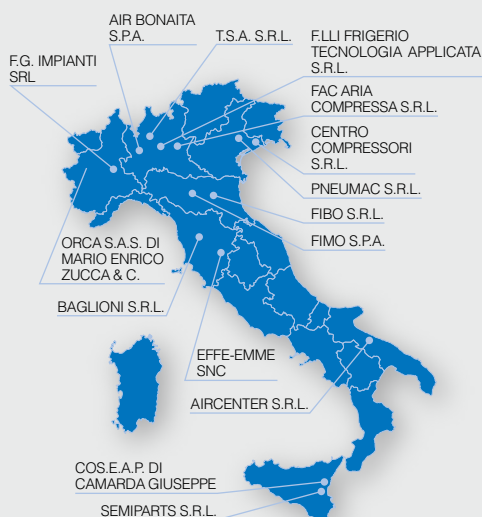 AIR BONAITA
S.P.A.
T.S.A. S.R.L.
F.LLI FRIGERIO
TECNOLOGIA APPLICATA
S.R.L.
F.G. IMPIANTI
SRL
FAC ARIA
COMPRESSA S.R.L.
CENTRO
COMPRESSORI
S.R.L.
PNEUMAC S.R.L.
FIBO S.R.L.
FIMO S.P.A.
ORCA S.A.S. DI
MARIO ENRICO
ZUCCA & C.
BAGLIONI S.R.L.
EFFE-EMME
SNC
AIRCENTER S.R.L.
COS.E.A.P. DI
CAMARDA GIUSEPPE
SEMIPARTS S.R.L.